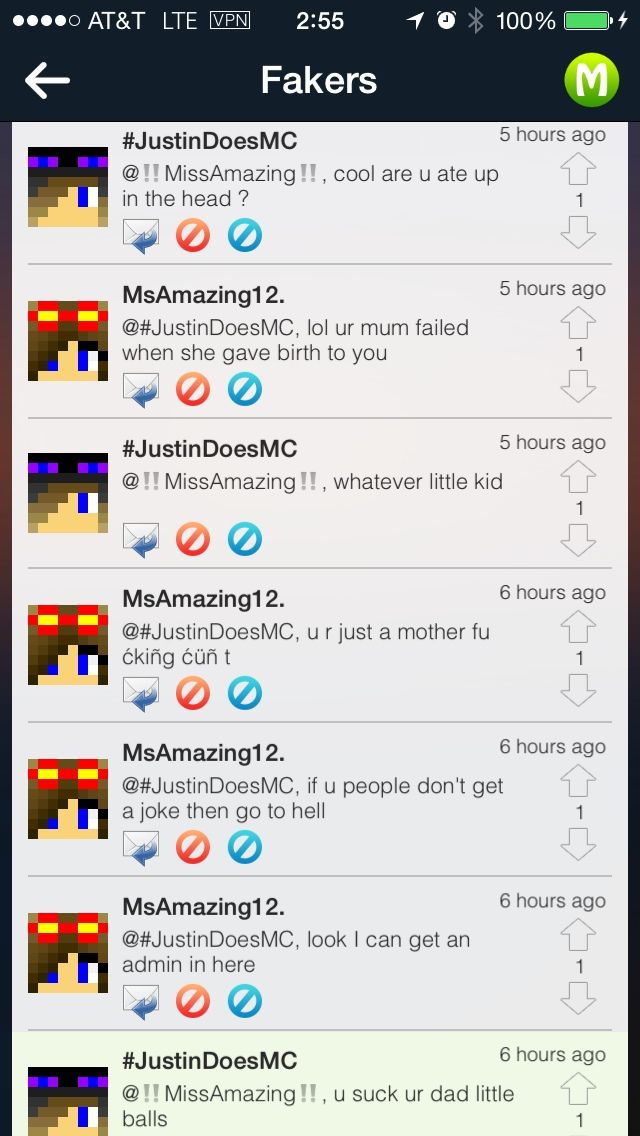 AT&T LTE VPN 2:55 100%
Fakers
M
#JustinDoesMC 5 hours ago
@‼️MissAmazing‼️, cool are u ate up
in the head ?
1
MsAmazing12. 5 hours ago
@#JustinDoesMC, lol ur mum failed
when she gave birth to you
1
#JustinDoesMC 5 hours ago
@‼️MissAmazing‼️, whatever little kid
1
MsAmazing12. 6 hours ago
@#JustinDoesMC, u r just a mother fu
ćkiñg ćüñ t
1
MsAmazing12. 6 hours ago
@#JustinDoesMC, if u people don't get
a joke then go to hell
1
MsAmazing12. 6 hours ago
@#JustinDoesMC, look I can get an
admin in here
1
#JustinDoesMC 6 hours ago
@‼️MissAmazing‼️, u suck ur dad little
balls
1